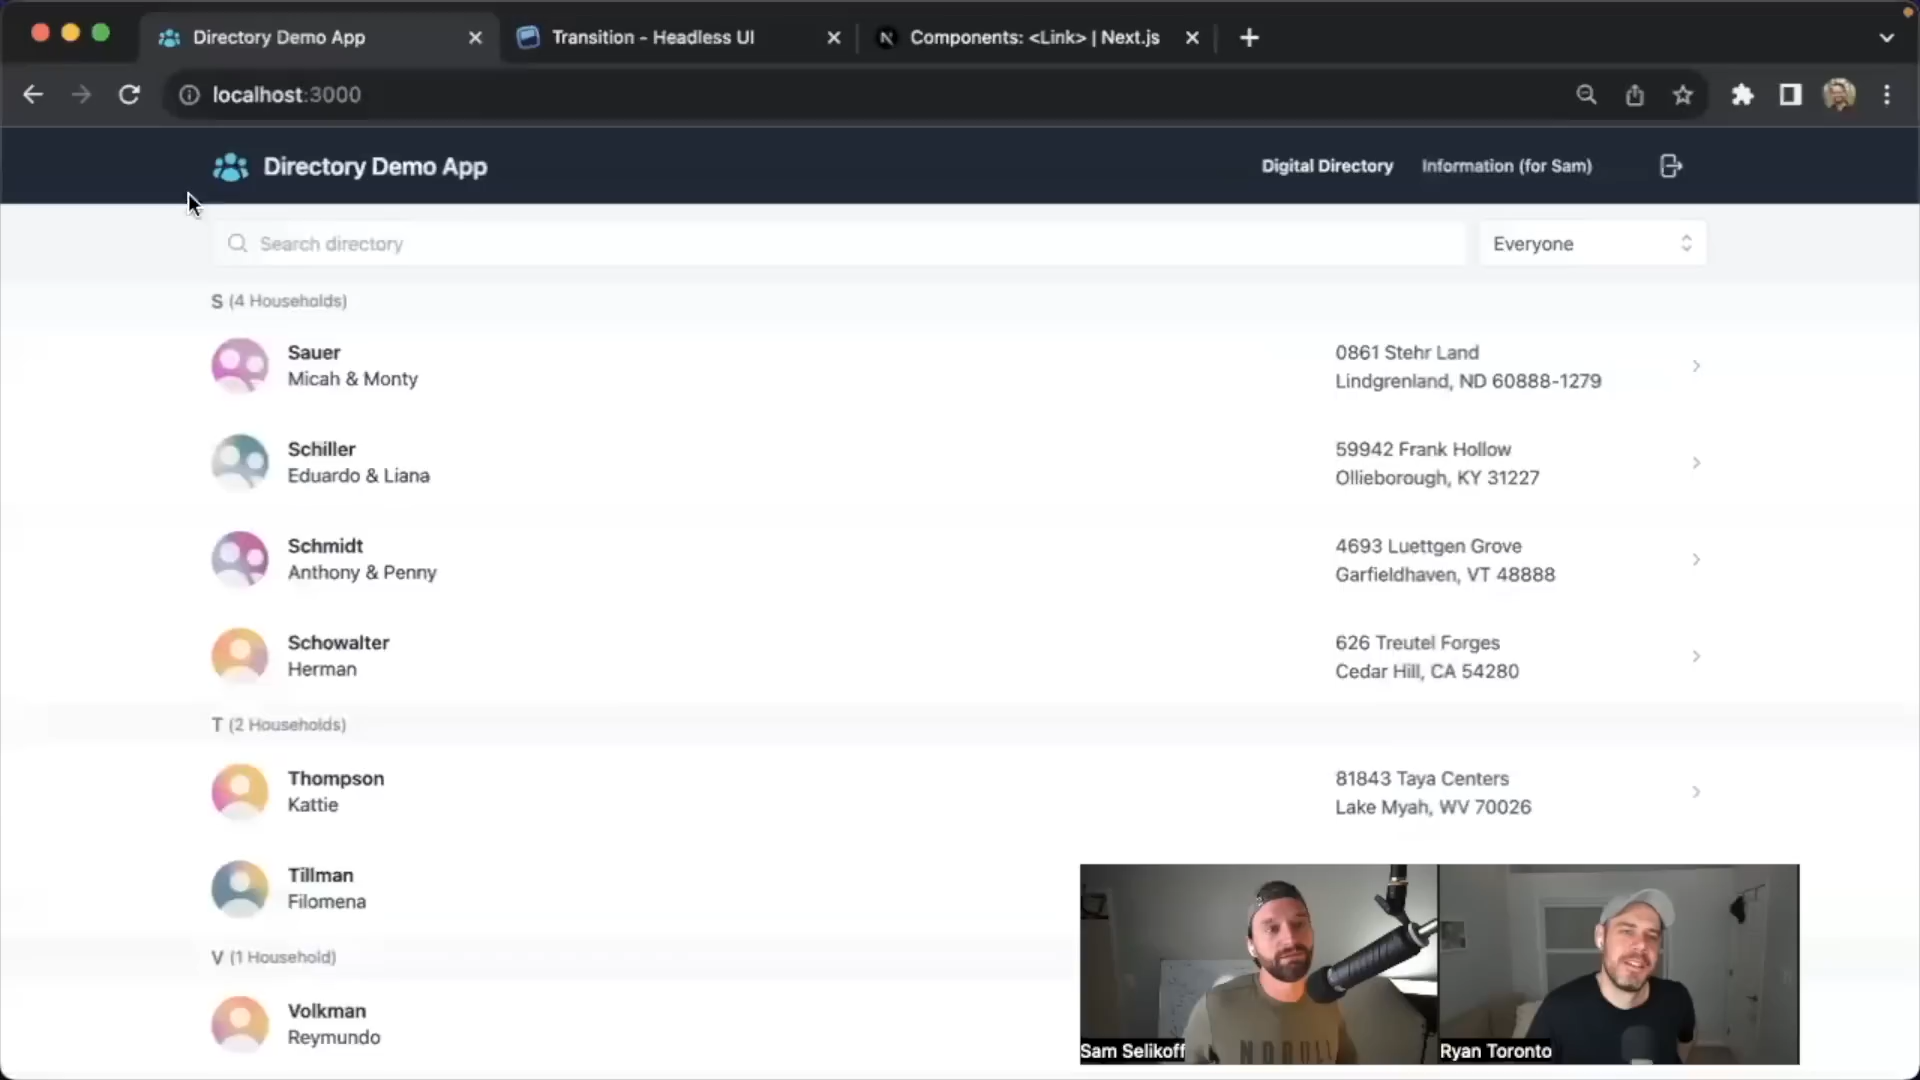 Directory Demo App
Transition - Headless UI
Components: <Link> | Next.js
localhost:3000
Directory Demo App
Digital Directory
Information (for Sam)
Search directory
Everyone
S (4 Households)
Sauer
Micah & Monty
0861 Stehr Land
Lindgrenland, ND 60888-1279
Schiller
Eduardo & Liana
59942 Frank Hollow
Ollieborough, KY 31227
Schmidt
Anthony & Penny
4693 Luettgen Grove
Garfieldhaven, VT 48888
Schowalter
Herman
626 Treutel Forges
Cedar Hill, CA 54280
T (2 Households)
Thompson
Kattie
81843 Taya Centers
Lake Myah, WV 70026
Tillman
Filomena
V (1 Household)
Volkman
Reymundo
Sam Selikoff
Ryan Toronto